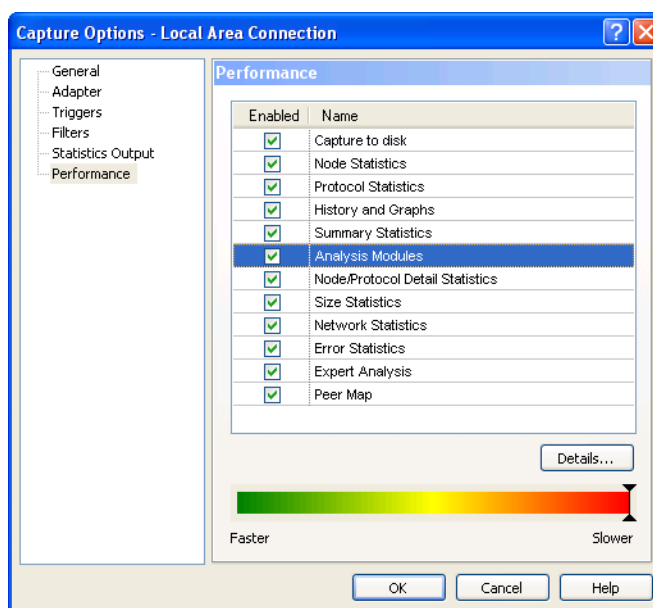 Capture Options - Local Area Connection
General
Adapter
Triggers
Filters
Statistics Output
Performance
Performance
Enabled Name
Capture to disk
Node Statistics
Protocol Statistics
History and Graphs
Summary Statistics
Analysis Modules
Node/Protocol Detail Statistics
Size Statistics
Network Statistics
Error Statistics
Expert Analysis
Peer Map
Details...
Faster Slower
OK Cancel Help